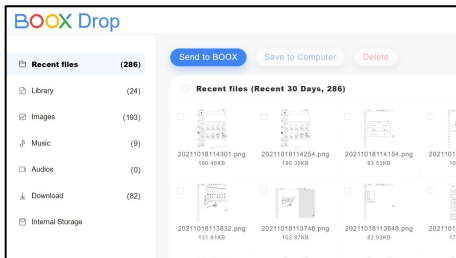 BOOX Drop
Send to BOOX Save to Computer Delete
Recent files (286)
Library (24)
Images (193)
Music (9)
Audios (0)
Download (82)
Internal Storage
Recent files (Recent 30 Days, 286)
20211018114301.png 20211018114254.png 20211018114154.png
190.46KB 190.35KB 93.53KB
20211018113832.png 20211018113746.png 20211018113648.png
131.91KB 102.87KB 82.92KB